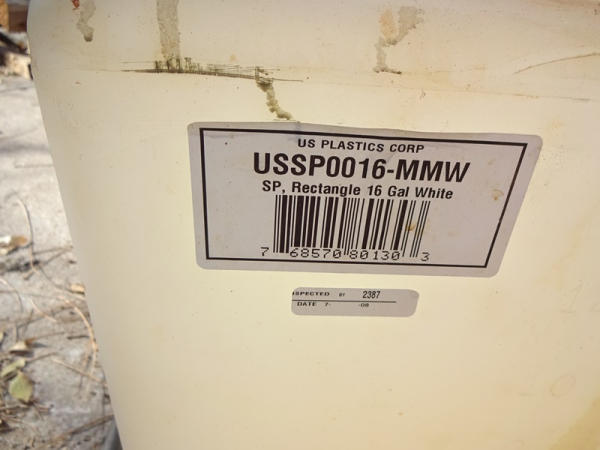 US PLASTICS CORP
USSP0016-MMW
SP, Rectangle 16 Gal White
7 68570 80130 3
SPECTED BY 2387
DATE 7- -08